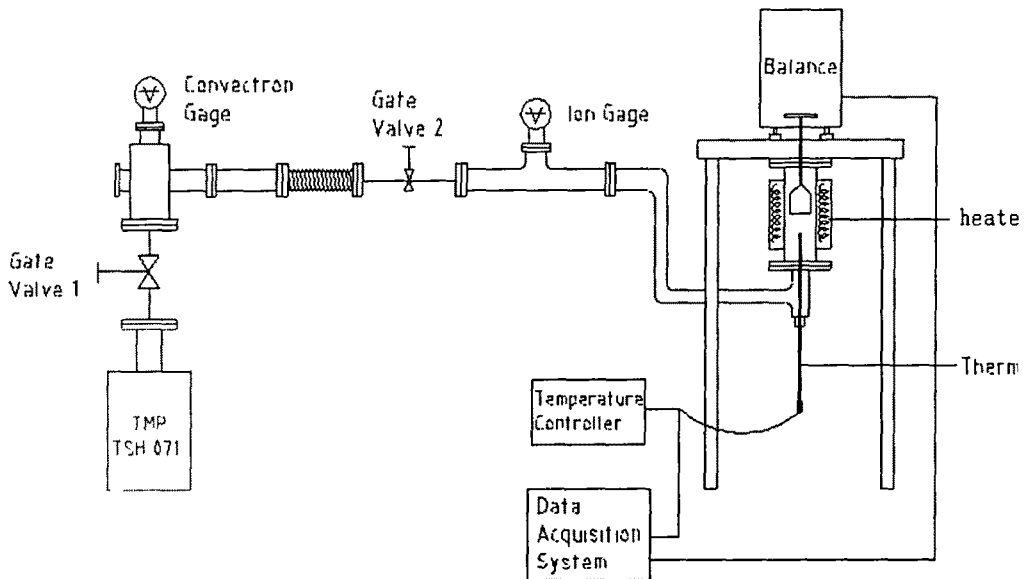 Convectron
Gage
Gate
Valve 2
Ion Gage
Balance
heate
Gate
Valve 1
Therm
Temperature
Controller
TMP
TSH 071
Data
Acquisition
System